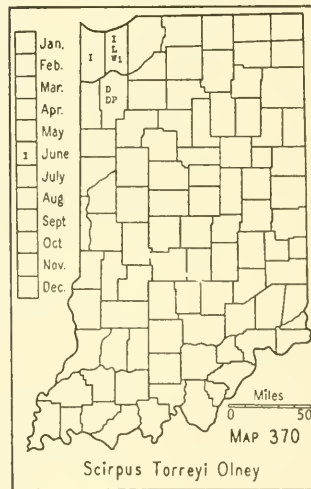 Jan.
Feb.
Mar.
Apr.
May
I June
July
Aug
Sept
Oct
Nov.
Dec.
I
I
L
W1
D
DP
Miles
0 50
MAP 370
Scirpus Torreyi Olney